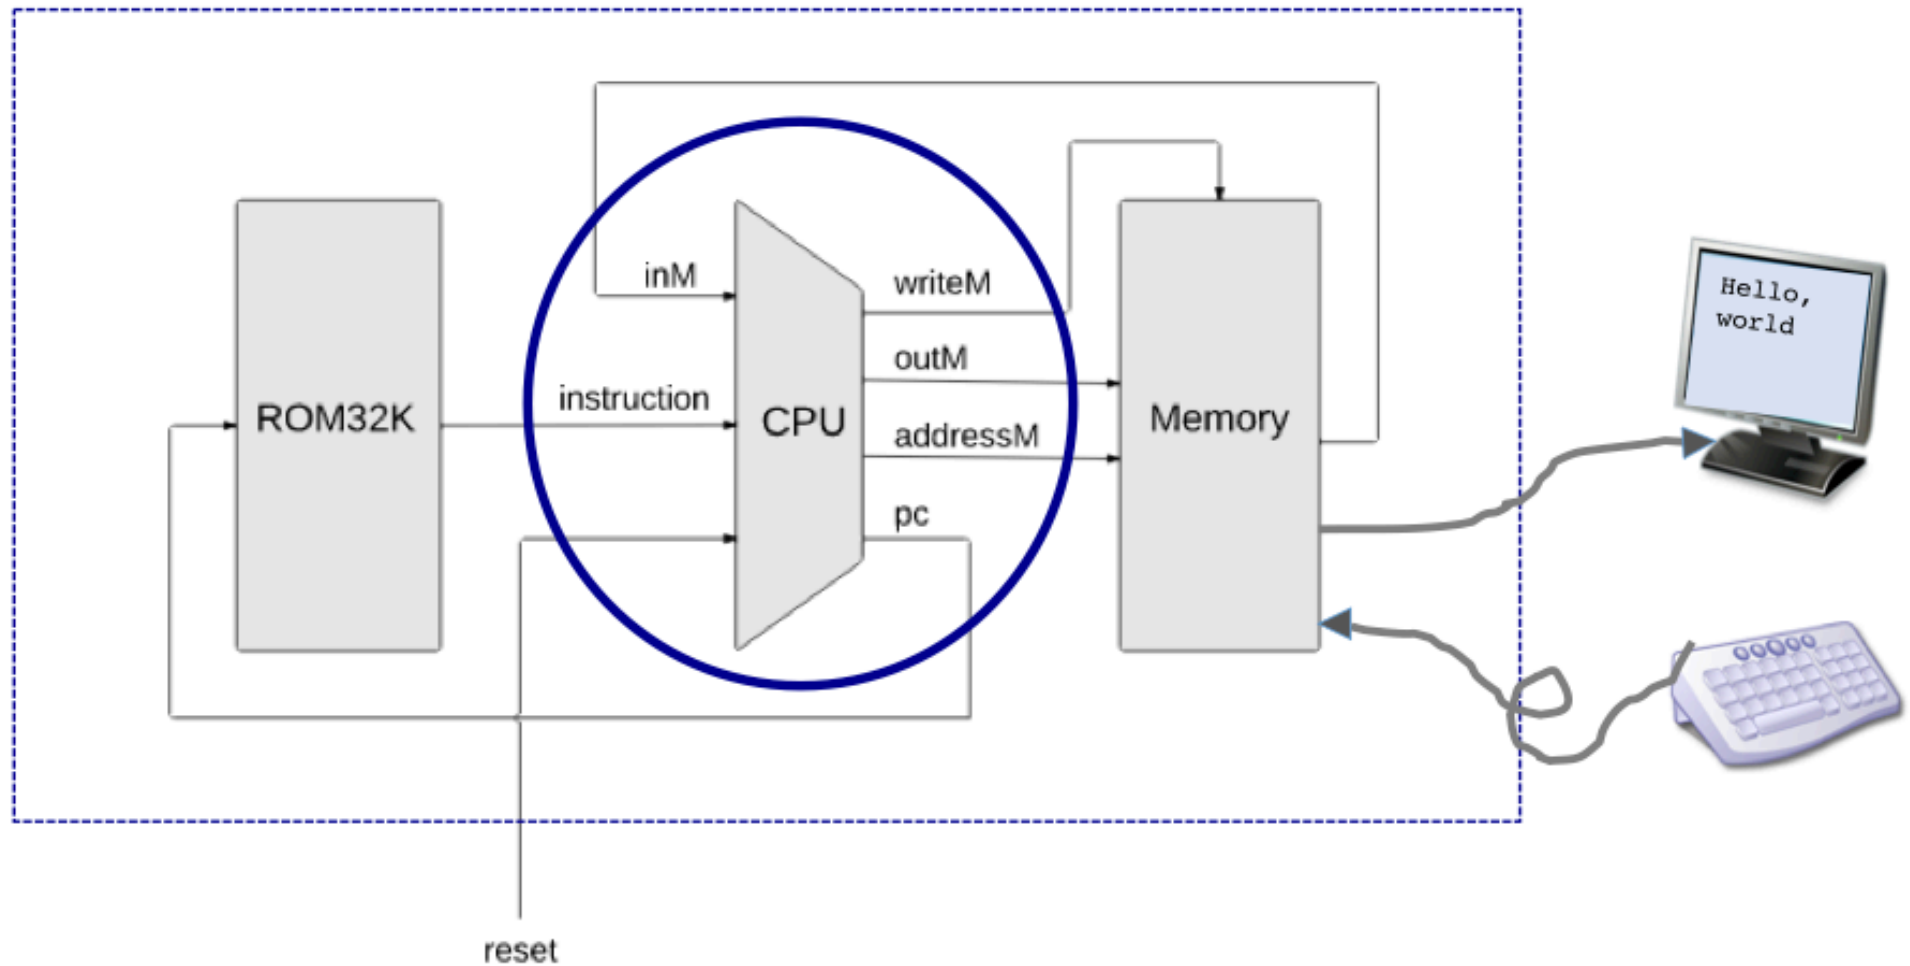 inM
writeM
Hello,
world
outM
instruction
ROM32K
CPU
Memory
addressM
pc
reset